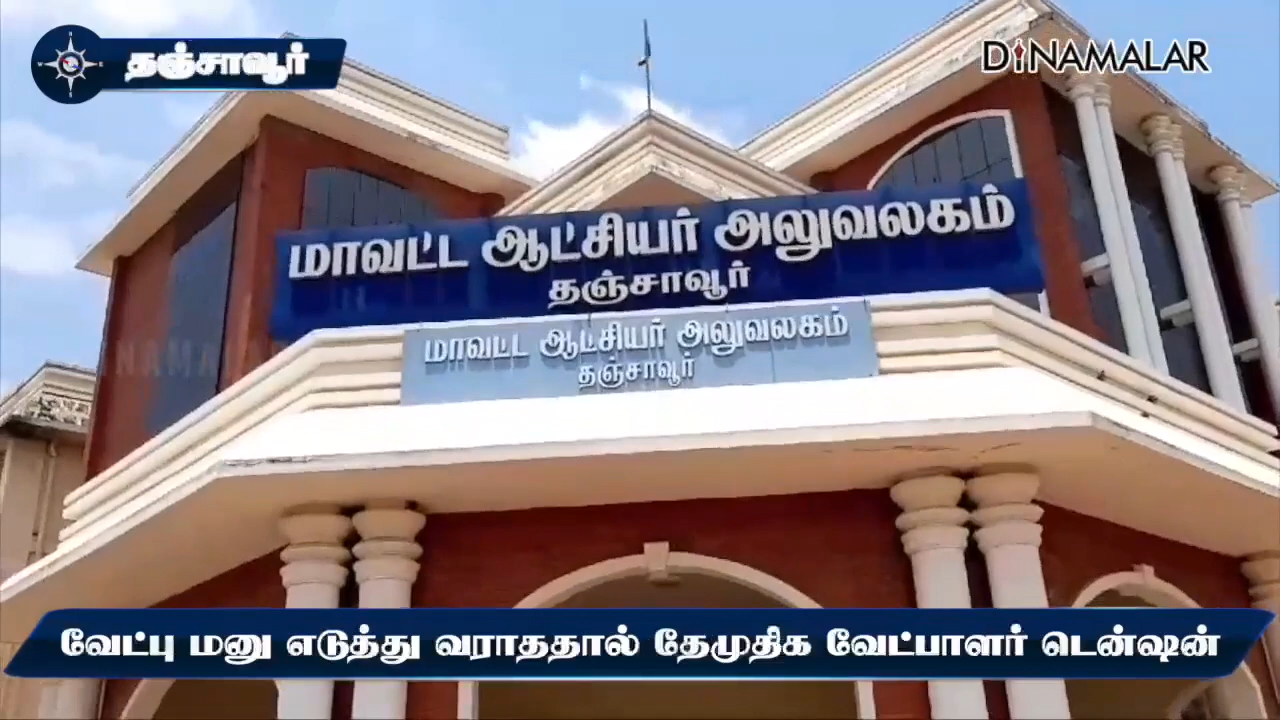 தஞ்சாவூர்
DINAMALAR
மாவட்ட ஆட்சியர் அலுவலகம்
தஞ்சாவூர்
மாவட்ட ஆட்சியர் அலுவலகம்
தஞ்சாவூர்
வேட்பு மனு எடுத்து வராததால் தேமுதிக வேட்பாளர் டென்ஷன்